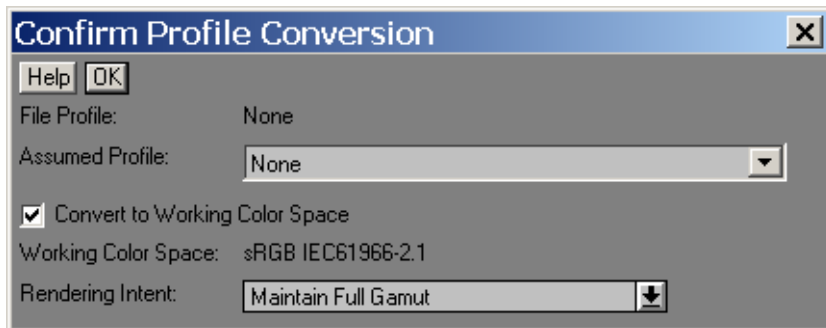 Confirm Profile Conversion
Help OK
File Profile: None
Assumed Profile: None
Convert to Working Color Space
Working Color Space: sRGB IEC61966-2.1
Rendering Intent: Maintain Full Gamut